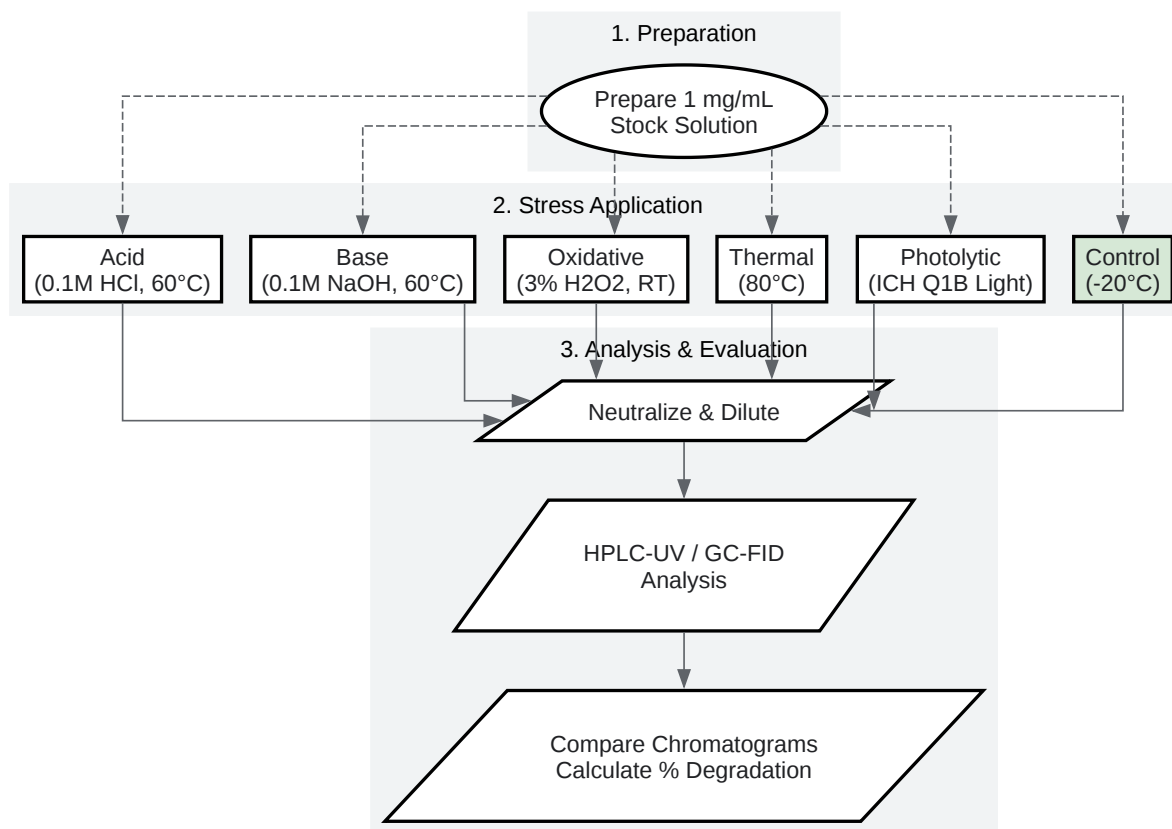 1. Preparation
Prepare 1 mg/mL
Stock Solution
2. Stress Application
Acid
(0.1M HCl, 60°C)
Base
(0.1M NaOH, 60°C)
Oxidative
(3% H2O2, RT)
Thermal
(80°C)
Photolytic
(ICH Q1B Light)
Control
(-20°C)
3. Analysis & Evaluation
Neutralize & Dilute
HPLC-UV / GC-FID
Analysis
Compare Chromatograms
Calculate % Degradation